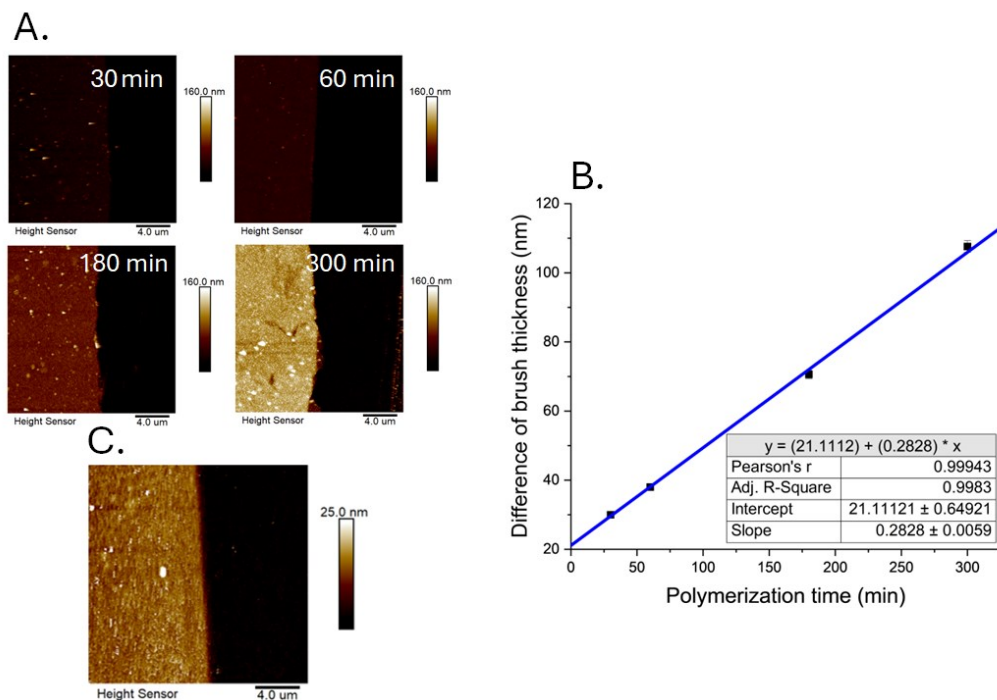 A.
30 min
160.0 nm
Height Sensor
4.0 um
60 min
160.0 nm
Height Sensor
4.0 um
180 min
160.0 nm
Height Sensor
4.0 um
300 min
160.0 nm
Height Sensor
4.0 um
B.
Difference of brush thickness (nm)
120
100
80
60
40
20
0
50
100
150
200
250
300
Polymerization time (min)
y = (21.1112) + (0.2828) * x
Pearson's r 0.99943
Adj. R-Square 0.9983
Intercept 21.11121 ± 0.64921
Slope 0.2828 ± 0.0059
C.
25.0 nm
Height Sensor
4.0 um